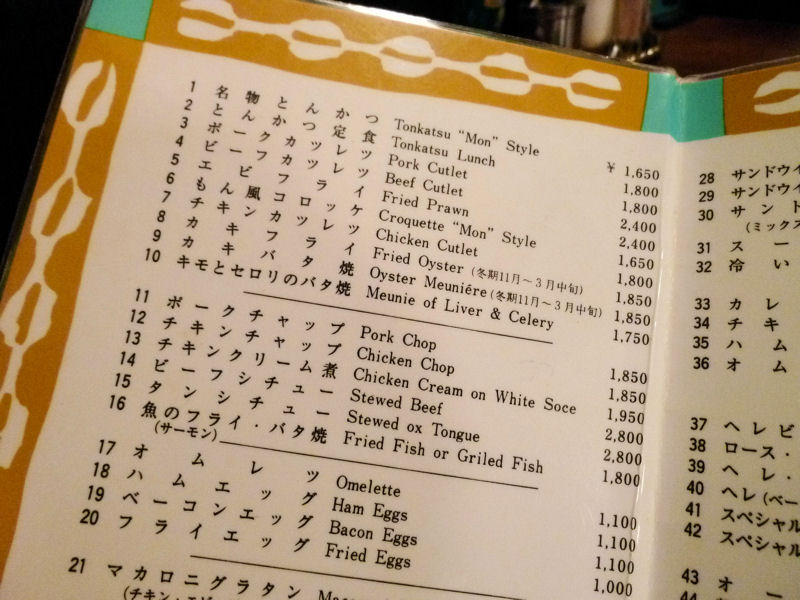 1 名物とんかつ Tonkatsu “Mon” Style ￥1,650
2 とんかつ定食 Tonkatsu Lunch 1,800
3 ポークカツレツ Pork Cutlet 1,800
4 ビーフカツレツ Beef Cutlet 2,400
5 エビフライ Fried Prawn 2,400
6 もん風コロッケ Croquette “Mon” Style 1,650
7 チキンカツレツ Chicken Cutlet 1,800
8 カキフライ Fried Oyster (冬期11月〜3月中旬) 1,850
9 カキバタ焼 Oyster Meuniére (冬期11月〜3月中旬) 1,850
10 キモとセロリのバタ焼 Meunie of Liver & Celery 1,750
11 ポークチャップ Pork Chop 1,850
12 チキンチャップ Chicken Chop 1,850
13 チキンクリーム煮 Chicken Cream on White Soce 1,950
14 ビーフシチュー Stewed Beef 2,800
15 タンシチュー Stewed ox Tongue 2,800
16 魚のフライ・バタ焼 Fried Fish or Griled Fish 1,800
(サーモン)
17 オムレツ Omelette 1,100
18 ハムエッグ Ham Eggs 1,100
19 ベーコンエッグ Bacon Eggs 1,100
20 フライエッグ Fried Eggs 1,000
21 マカロニグラタン
(チキン・エビ
28 サンドウイ
29 サンドウイ
30 サンド
(ミックス
31 スー
32 冷い
33 カレ
34 チキ
35 ハム
36 オム
37 ヘレビ
38 ロース・
39 ヘレ・
40 ヘレ(ベー
41 スペシャル
42 スペシャル
43 オー
44